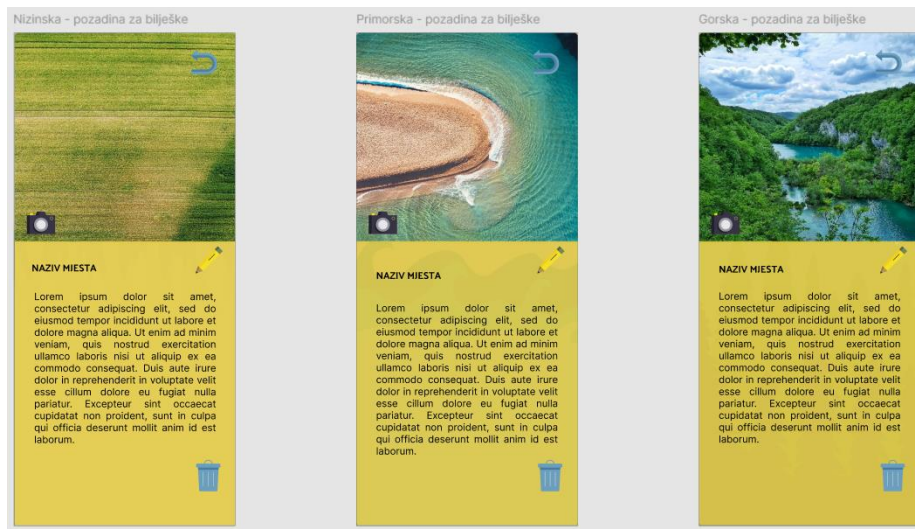 Nizinska - pozadina za bilješke
Primorska - pozadina za bilješke
Gorska - pozadina za bilješke
NAZIV MJESTA
Lorem ipsum dolor sit amet,
consectetur adipiscing elit, sed do
eiusmod tempor incididunt ut labore et
dolore magna aliqua. Ut enim ad minim
veniam, quis nostrud exercitation
ullamco laboris nisi ut aliquip ex ea
commodo consequat. Duis aute irure
dolor in reprehenderit in voluptate velit
esse cillum dolore eu fugiat nulla
pariatur. Excepteur sint occaecat
cupidatat non proident, sunt in culpa
qui officia deserunt mollit anim id est
laborum.
NAZIV MJESTA
Lorem ipsum dolor sit amet,
consectetur adipiscing elit, sed do
eiusmod tempor incididunt ut labore et
dolore magna aliqua. Ut enim ad minim
veniam, quis nostrud exercitation
ullamco laboris nisi ut aliquip ex ea
commodo consequat. Duis aute irure
dolor in reprehenderit in voluptate velit
esse cillum dolore eu fugiat nulla
pariatur. Excepteur sint occaecat
cupidatat non proident, sunt in culpa
qui officia deserunt mollit anim id est
laborum.
NAZIV MJESTA
Lorem ipsum dolor sit amet,
consectetur adipiscing elit, sed do
eiusmod tempor incididunt ut labore et
dolore magna aliqua. Ut enim ad minim
veniam, quis nostrud exercitation
ullamco laboris nisi ut aliquip ex ea
commodo consequat. Duis aute irure
dolor in reprehenderit in voluptate velit
esse cillum dolore eu fugiat nulla
pariatur. Excepteur sint occaecat
cupidatat non proident, sunt in culpa
qui officia deserunt mollit anim id est
laborum.